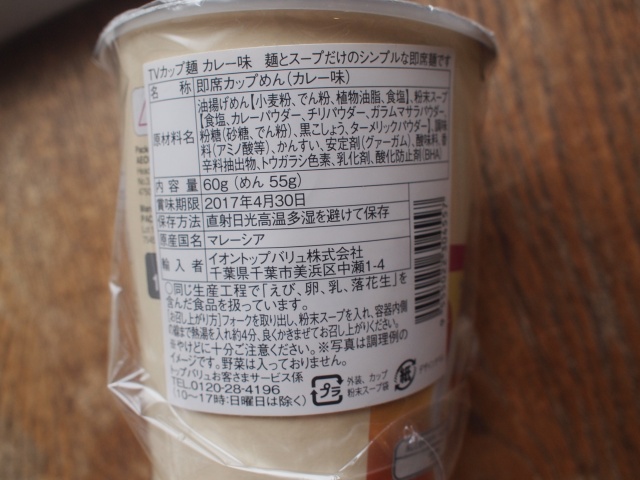 TVカップ麺 カレー味 麺とスープだけのシンプルな即席麺です
名 称 即席カップめん(カレー味)
原材料名 油揚げめん【小麦粉、でん粉、植物油脂、食塩】、粉末スープ
【食塩、カレーパウダー、チリパウダー、ガラムマサラパウダー、
粉糖(砂糖、でん粉)、黒こしょう、ターメリックパウダー】、調味
料(アミノ酸等)、かんすい、安定剤(グァーガム)、酸味料、香
辛料抽出物、トウガラシ色素、乳化剤、酸化防止剤(BHA)
内 容 量 60g(めん 55g)
賞味期限 2017年4月30日
保存方法 直射日光高温多湿を避けて保存
原産国名 マレーシア
輸 入 者 イオントップバリュ株式会社
千葉県千葉市美浜区中瀬1-4
○同じ生産工程で「えび、卵、乳、落花生」を
含んだ食品を扱っています。
[お召し上がり方]フォークを取り出し、粉末スープを入れ、容器内側
の線まで熱湯を入れ約4分、良くかきまぜてお召し上がりください。
※やけどに十分ご注意ください。※写真は調理例の
イメージです。野菜は入っておりません。
トップバリュお客さまサービス係
TEL.0120-28-4196
(10〜17時:日曜日は除く)
プラ
外装、カップ
粉末スープ袋
紙